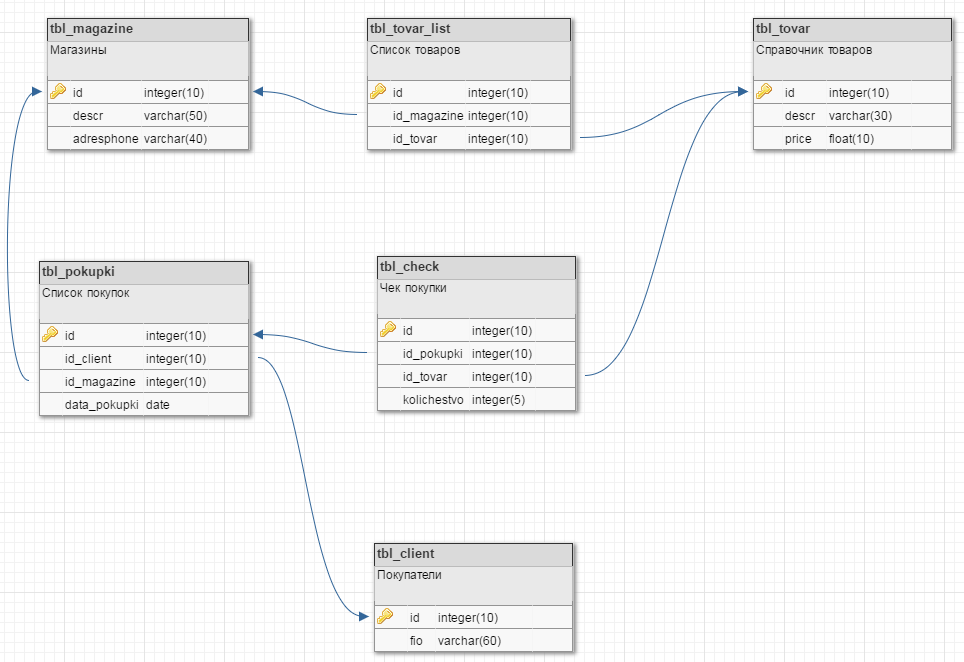 tbl_magazine
Магазины
id integer(10)
descr varchar(50)
adresphone varchar(40)
tbl_tovar_list
Список товаров
id integer(10)
id_magazine integer(10)
id_tovar integer(10)
tbl_tovar
Справочник товаров
id integer(10)
descr varchar(30)
price float(10)
tbl_pokupki
Список покупок
id integer(10)
id_client integer(10)
id_magazine integer(10)
data_pokupki date
tbl_check
Чек покупки
id integer(10)
id_pokupki integer(10)
id_tovar integer(10)
kolichestvo integer(5)
tbl_client
Покупатели
id integer(10)
fio varchar(60)